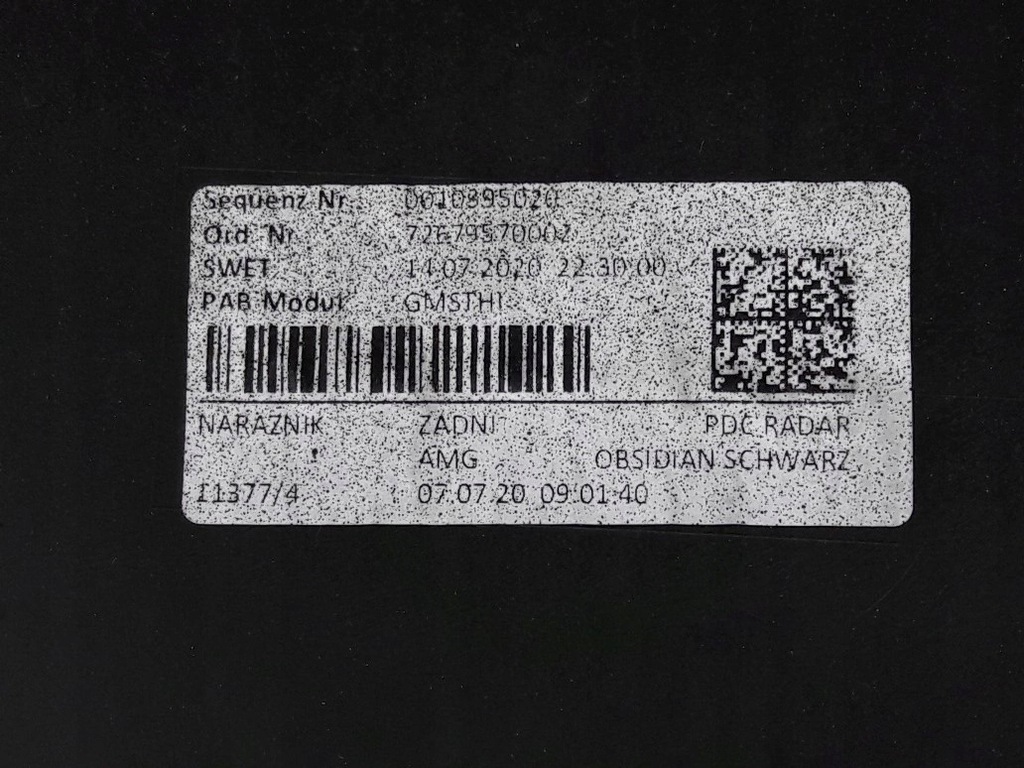 Sequenz Nr. 0010895020
Ord. Nr.
SWET 14.07.2020 22.30.00
PAB Modul GMSTHI
NARAZNIK ZADNI PDC RADAR
AMG OBSIDIAN SCHWARZ
11377/4 07.07.20 09:01:40